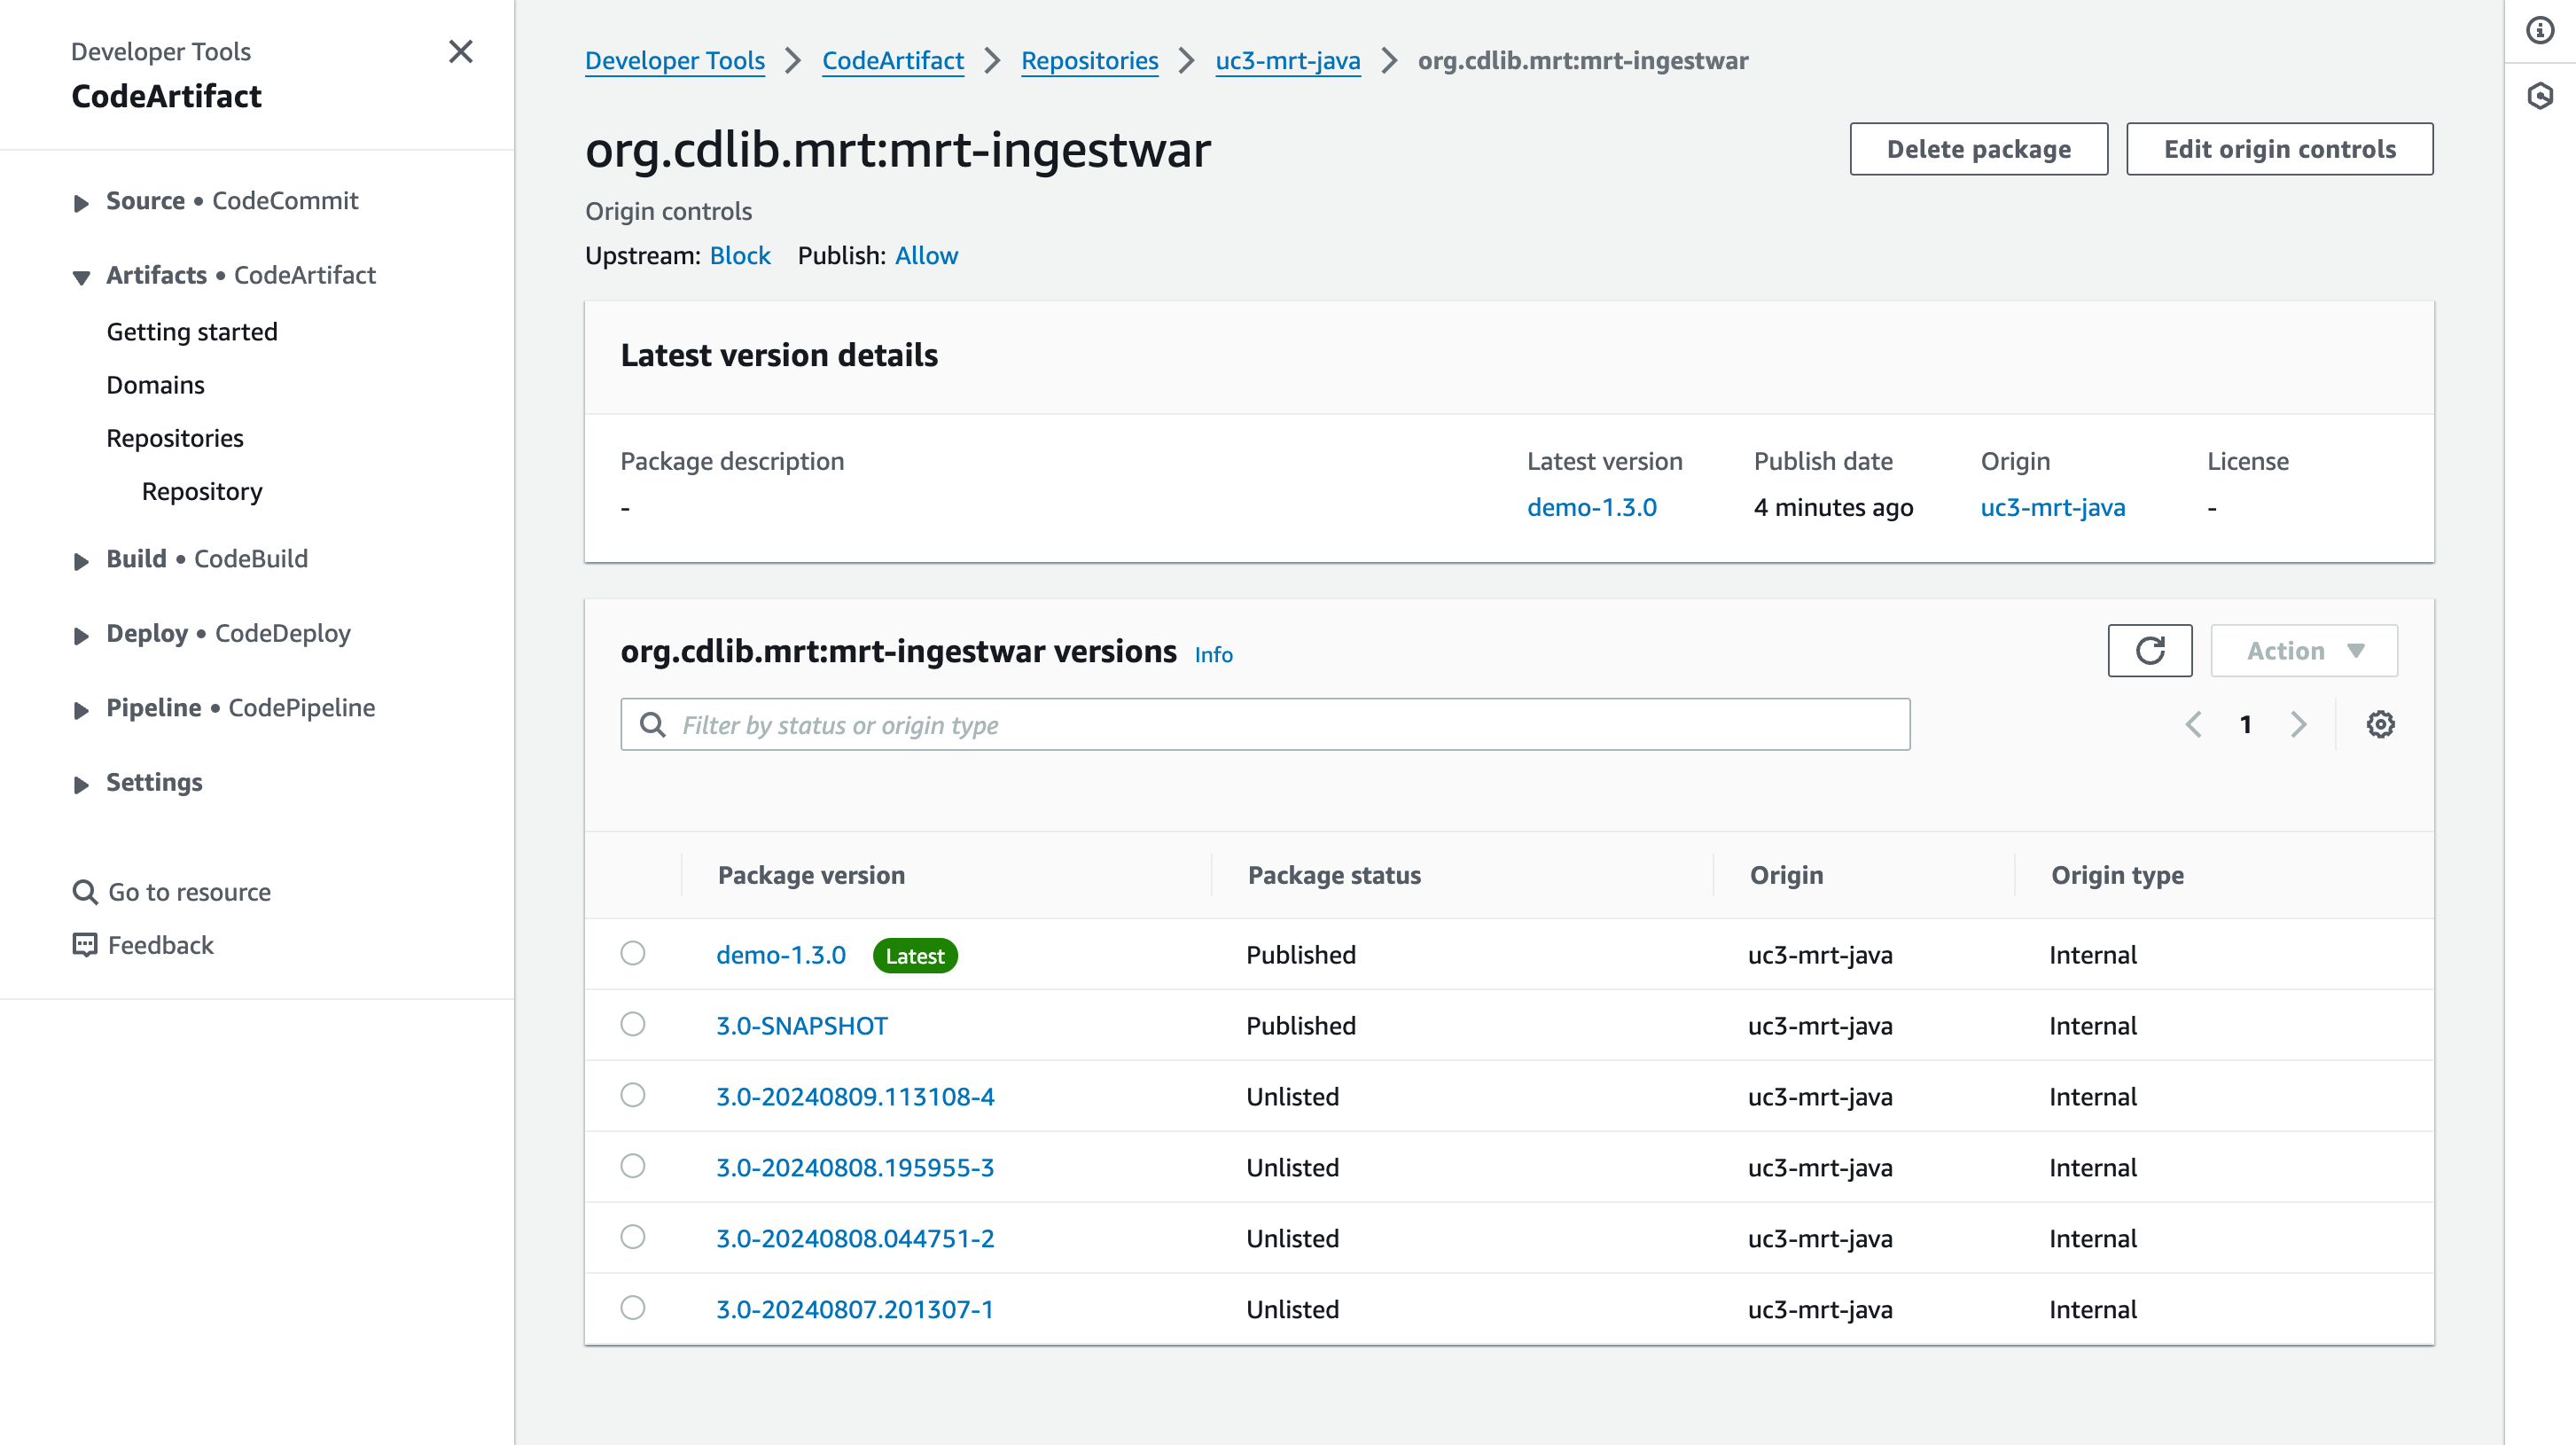 Developer Tools
CodeArtifact
Source • CodeCommit
Artifacts • CodeArtifact
Getting started
Domains
Repositories
Repository
Build • CodeBuild
Deploy • CodeDeploy
Pipeline • CodePipeline
Settings
Go to resource
Feedback
Developer Tools > CodeArtifact > Repositories > uc3-mrt-java > org.cdlib.mrt:mrt-ingestwar
org.cdlib.mrt:mrt-ingestwar
Delete package
Edit origin controls
Origin controls
Upstream: Block Publish: Allow
Latest version details
Package description Latest version Publish date Origin License
- demo-1.3.0 4 minutes ago uc3-mrt-java -
org.cdlib.mrt:mrt-ingestwar versions Info
Action
Filter by status or origin type
1
Package version Package status Origin Origin type
demo-1.3.0 Latest Published uc3-mrt-java Internal
3.0-SNAPSHOT Published uc3-mrt-java Internal
3.0-20240809.113108-4 Unlisted uc3-mrt-java Internal
3.0-20240808.195955-3 Unlisted uc3-mrt-java Internal
3.0-20240808.044751-2 Unlisted uc3-mrt-java Internal
3.0-20240807.201307-1 Unlisted uc3-mrt-java Internal